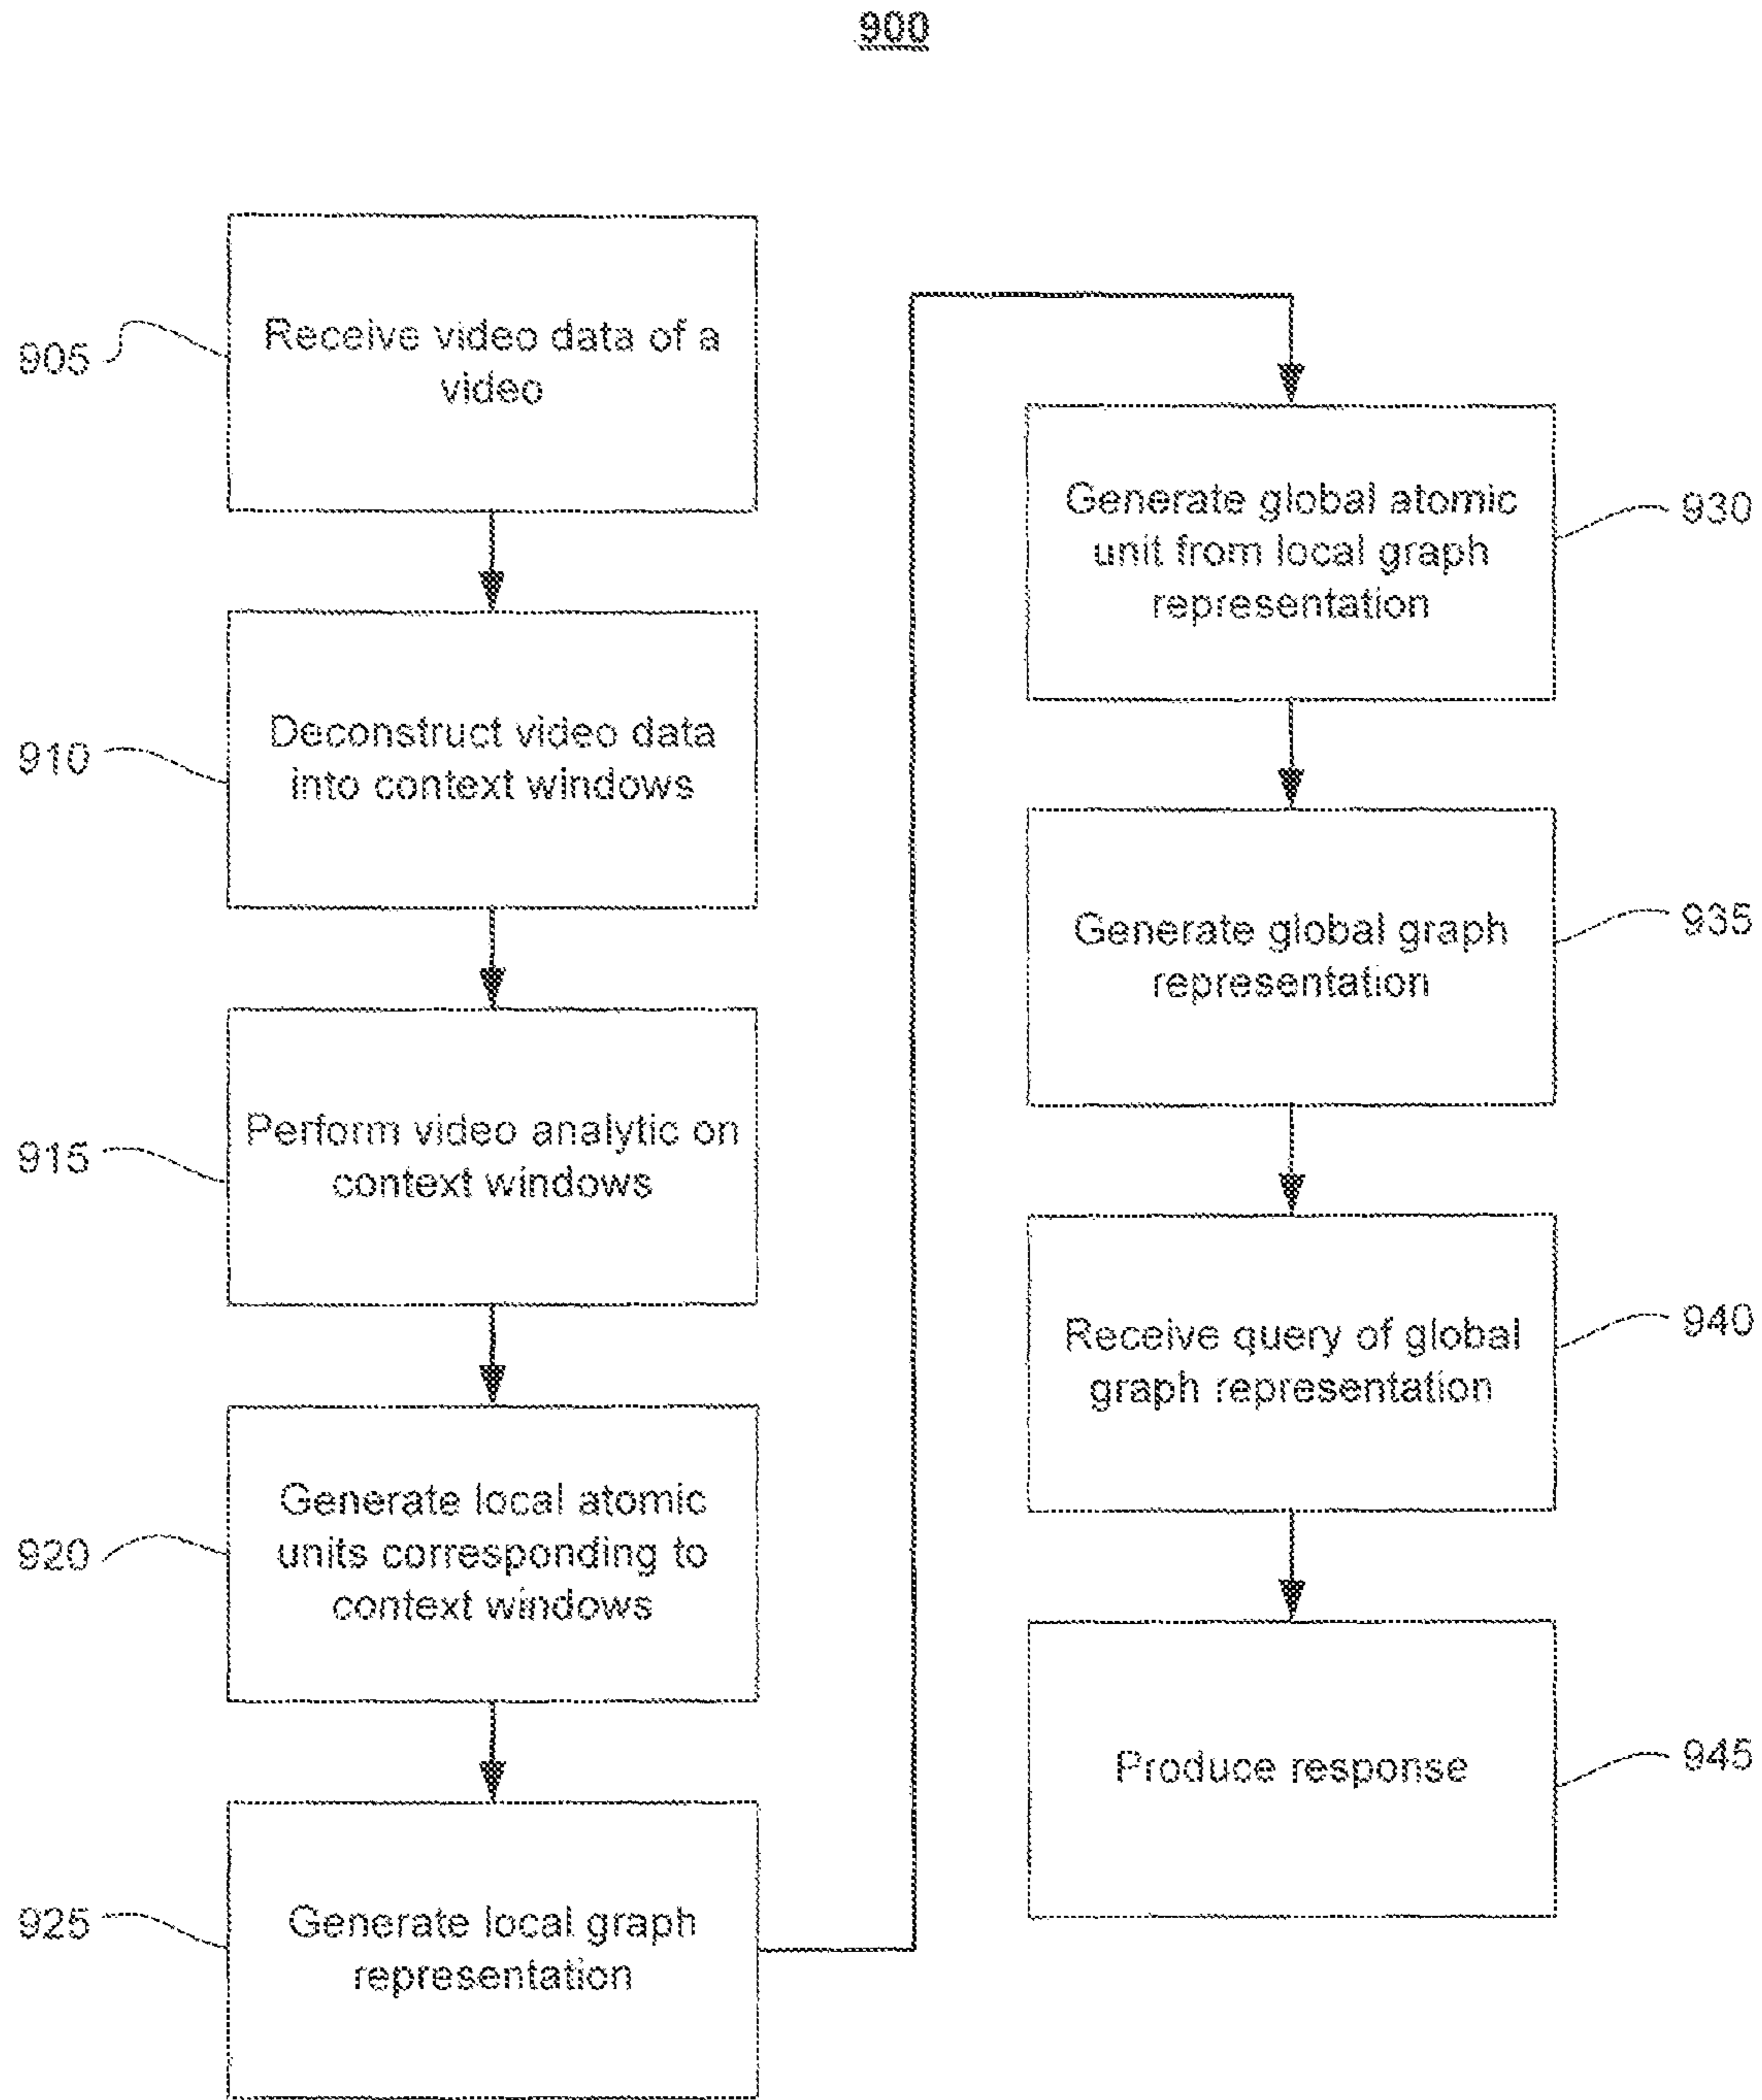 900
905
Receive video data of a
video
910
Deconstruct video data
into context windows
915
Perform video analytic on
context windows
920
Generate local atomic
units corresponding to
context windows
925
Generate local graph
representation
Generate global atomic
unit from local graph
representation
930
Generate global graph
representation
935
Receive query of global
graph representation
940
Produce response
945